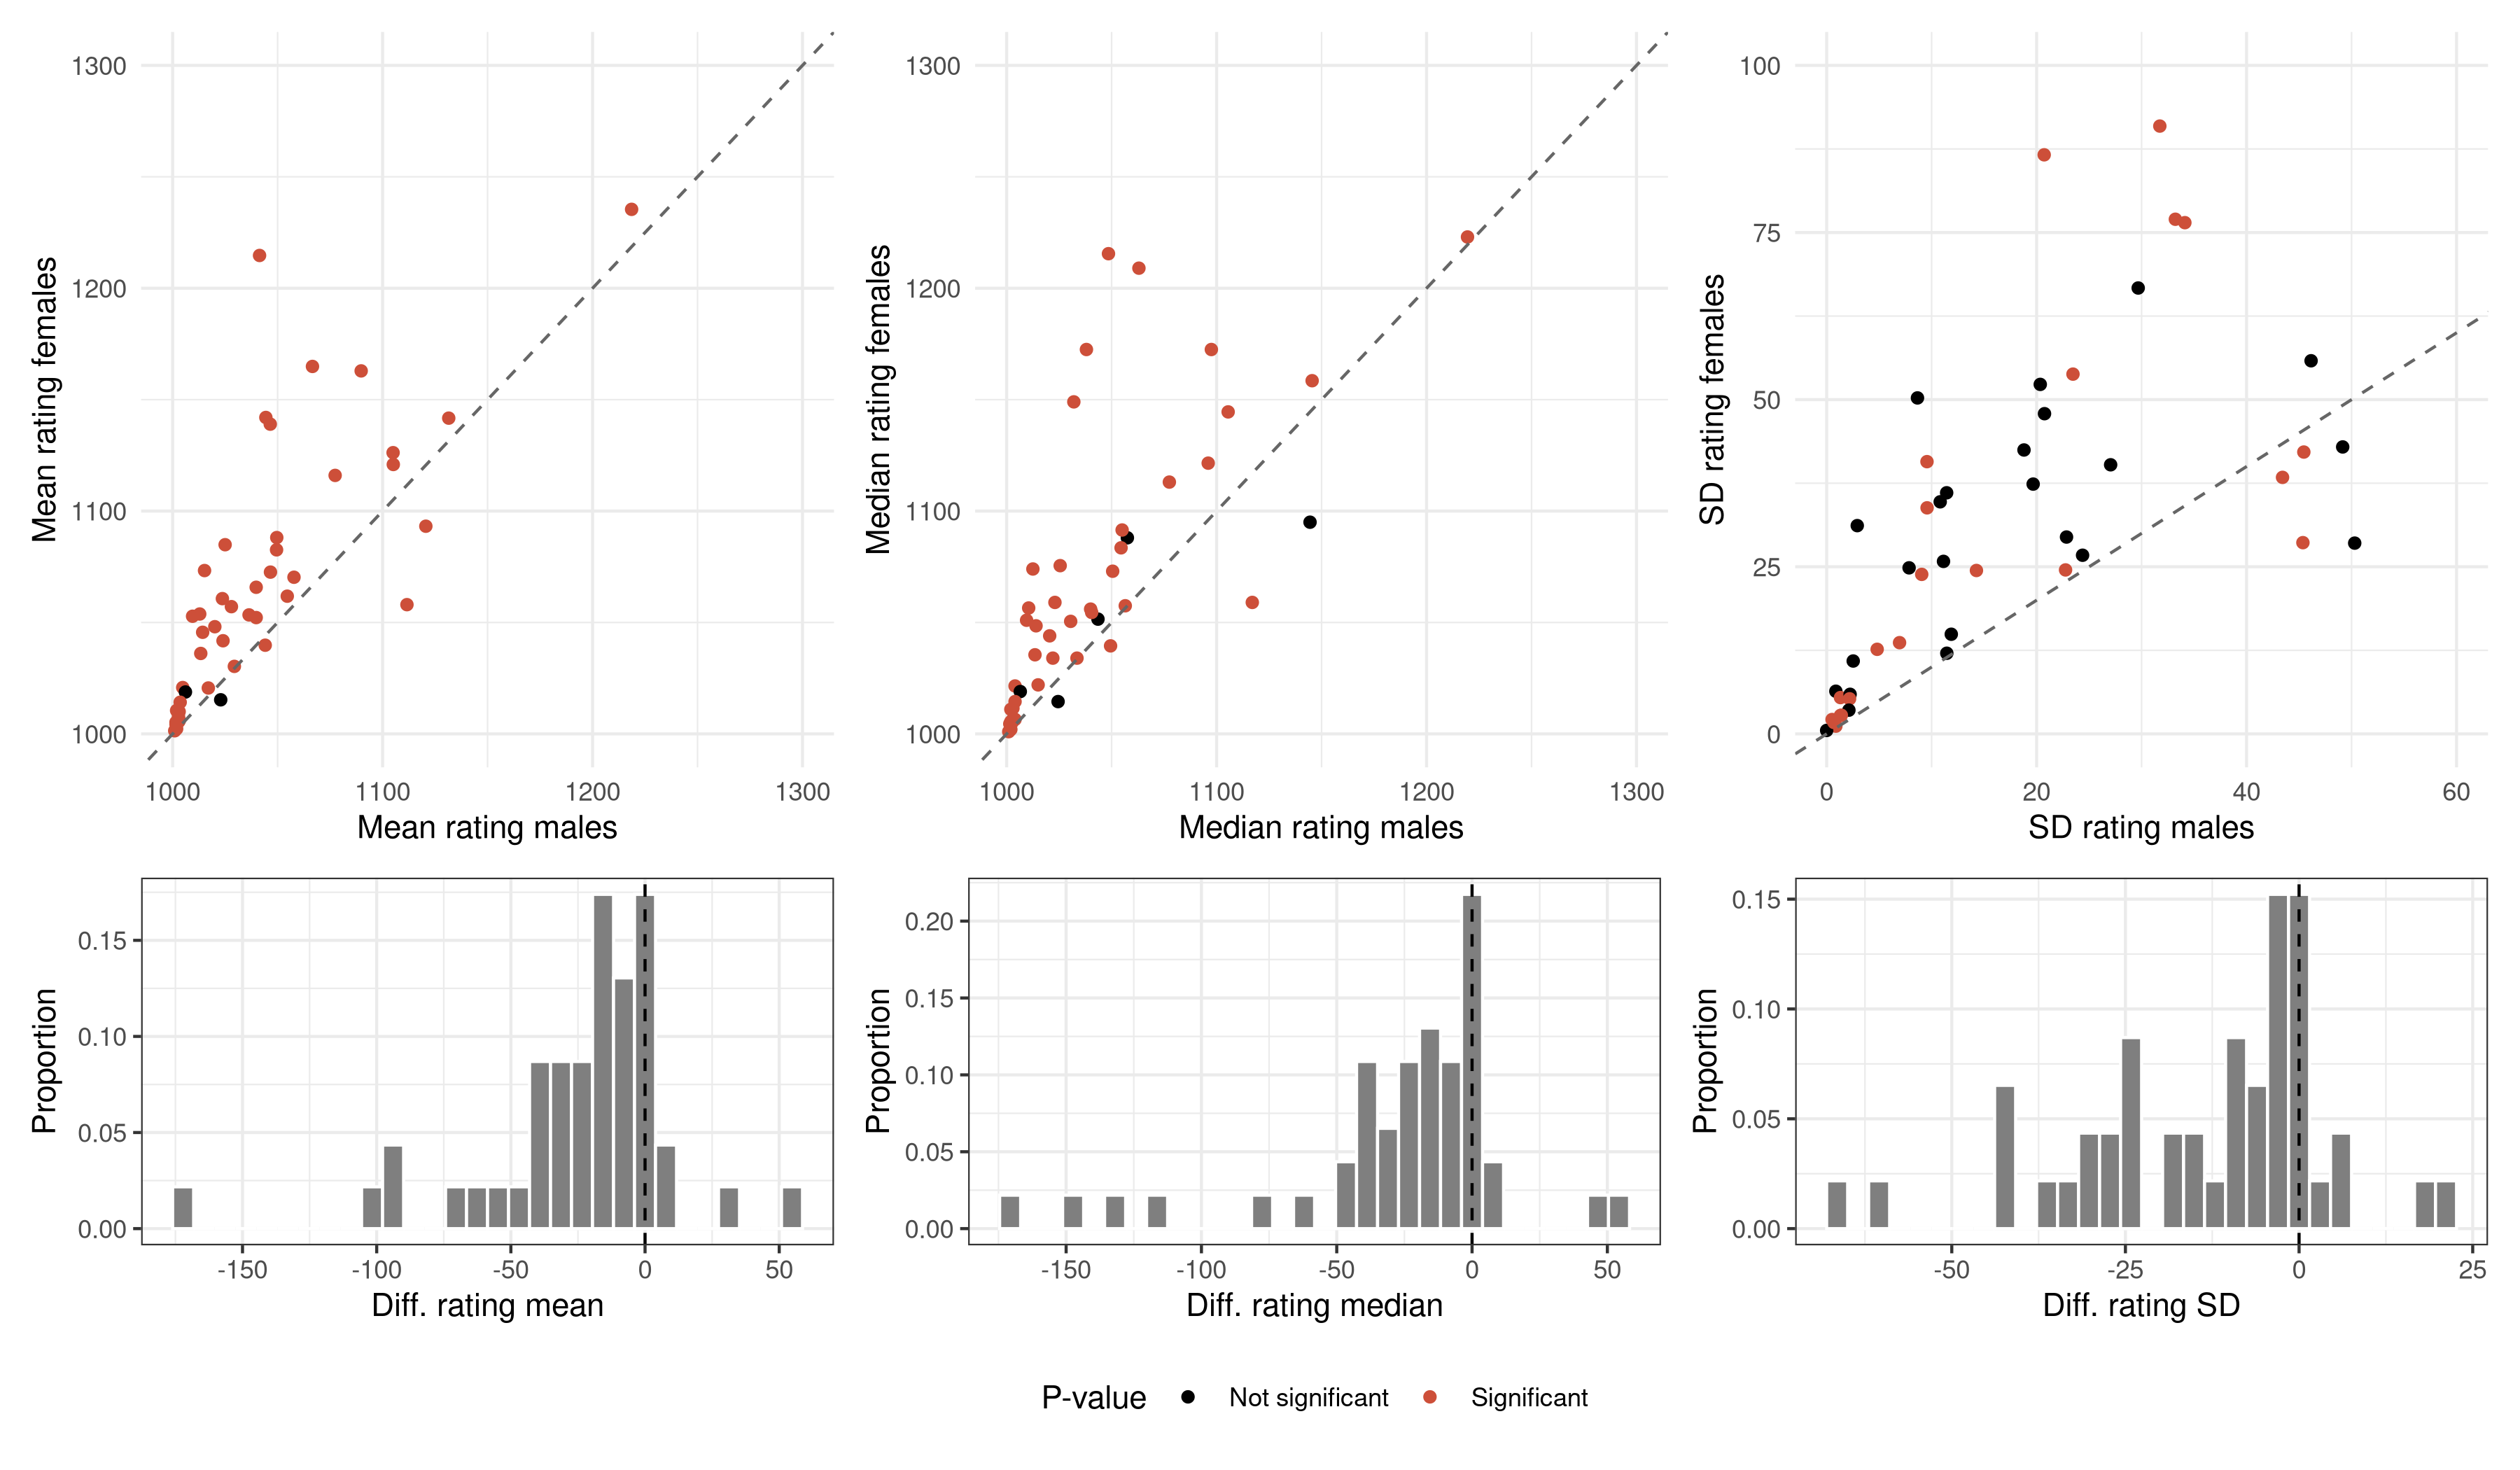 1300
1200
1100
1000
Mean rating females
1000 1100 1200 1300
Mean rating males
1300
1200
1100
1000
Median rating females
1000 1100 1200 1300
Median rating males
100
75
50
25
0
SD rating females
0 20 40 60
SD rating males
0.15
0.10
0.05
0.00
Proportion
-150 -100 -50 0 50
Diff. rating mean
0.20
0.15
0.10
0.05
0.00
Proportion
-150 -100 -50 0 50
Diff. rating median
0.15
0.10
0.05
0.00
Proportion
-50 -25 0 25
Diff. rating SD
P-value Not significant Significant